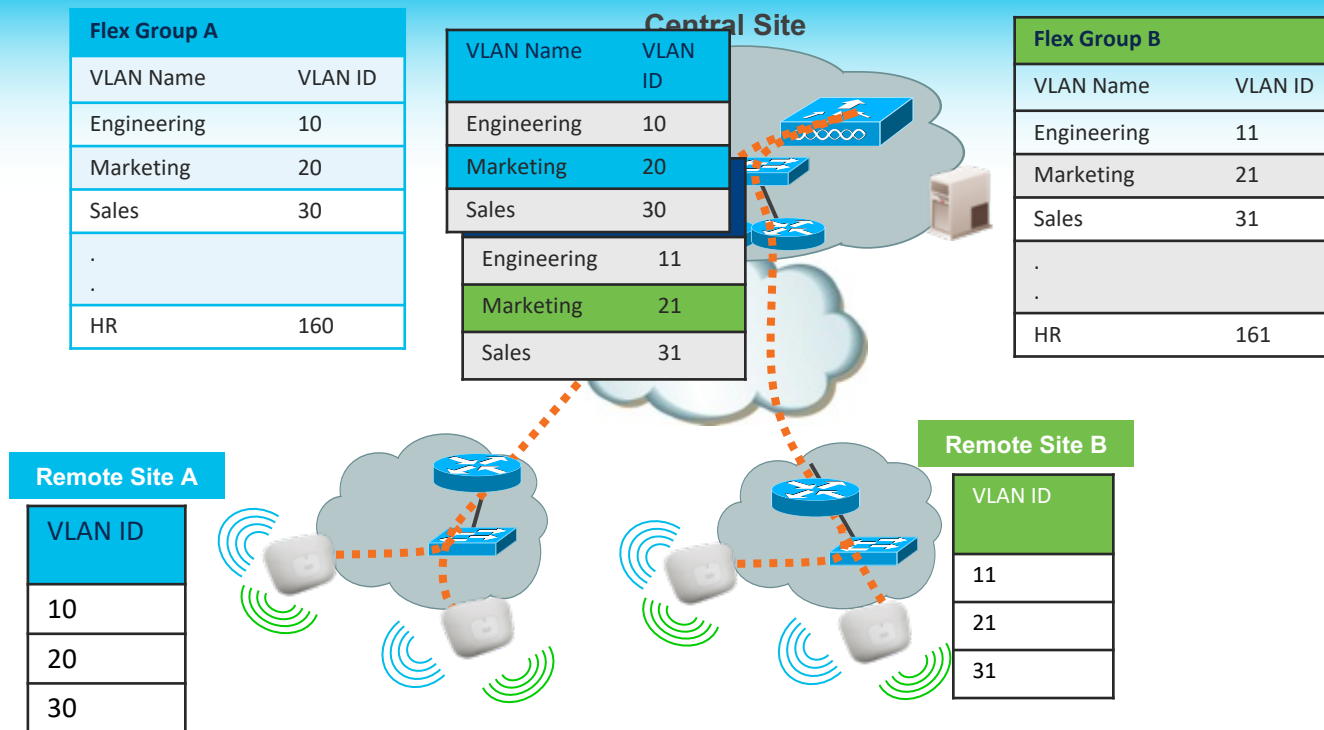 Central Site
Flex Group A
VLAN Name VLAN ID
Engineering 10
Marketing 20
Sales 30
.
.
HR 160
VLAN Name VLAN
ID
Engineering 10
Marketing 20
Sales 30
Engineering 11
Marketing 21
Sales 31
Flex Group B
VLAN Name VLAN ID
Engineering 11
Marketing 21
Sales 31
.
.
HR 161
Remote Site A
VLAN ID
10
20
30
Remote Site B
VLAN ID
11
21
31